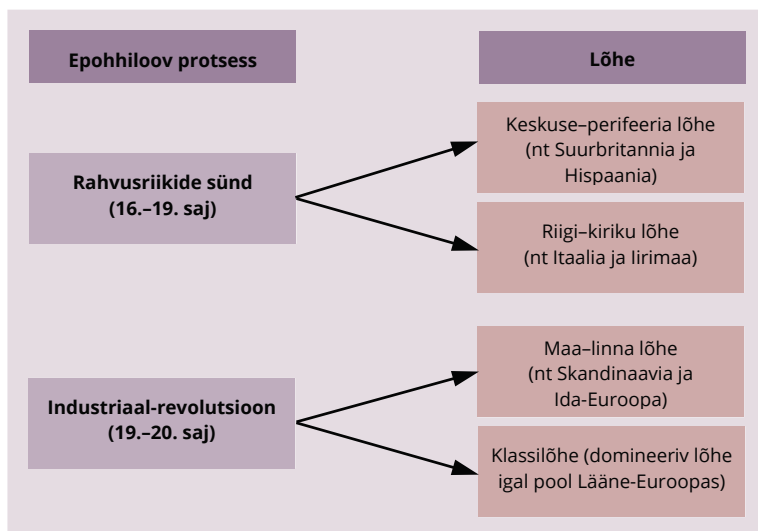 Epohhiloov protsess
Lõhe
Rahvusriikide sünd
(16.–19. saj)
Keskuse–perifeeria lõhe
(nt Suurbritannia ja
Hispaania)
Riigi–kiriku lõhe
(nt Itaalia ja Iirimaa)
Industriaal-revolutsioon
(19.–20. saj)
Maa–linna lõhe
(nt Skandinaavia ja
Ida-Euroopa)
Klassilõhe (domineeriv lõhe
igal pool Lääne-Euroopas)